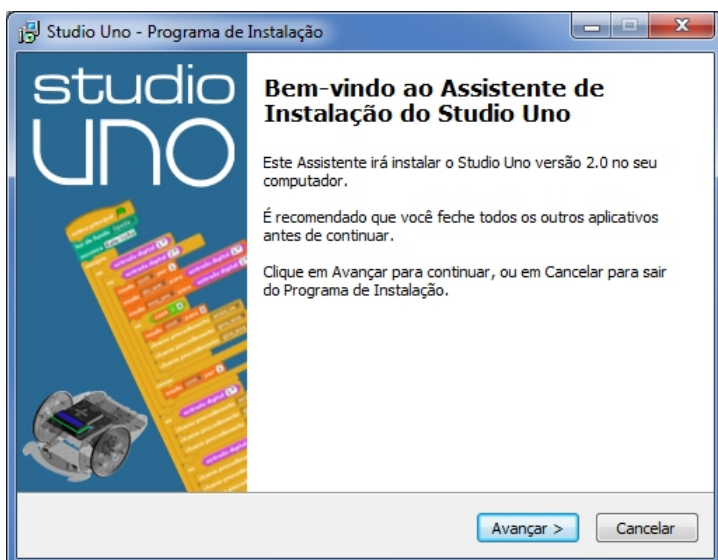 Studio Uno - Programa de Instalação
studio
uno
Bem-vindo ao Assistente de
Instalação do Studio Uno
Este Assistente irá instalar o Studio Uno versão 2.0 no seu
computador.
É recomendado que você feche todos os outros aplicativos
antes de continuar.
Clique em Avançar para continuar, ou em Cancelar para sair
do Programa de Instalação.
Avançar >
Cancelar